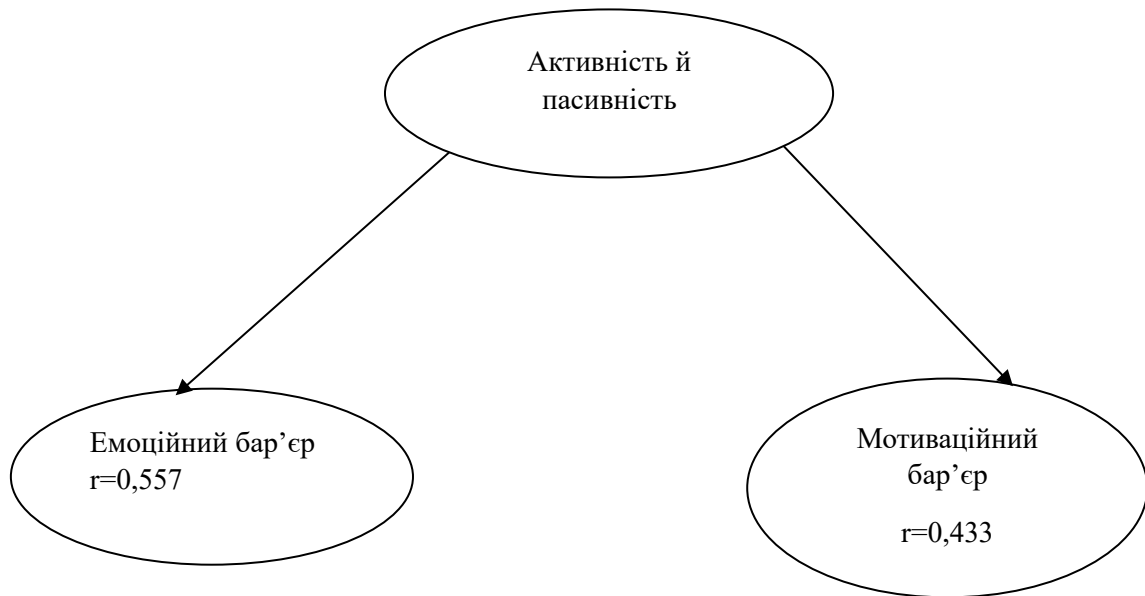 Активність й
пасивність
Емоційний бар’єр
r=0,557
Мотиваційний
бар’єр
r=0,433